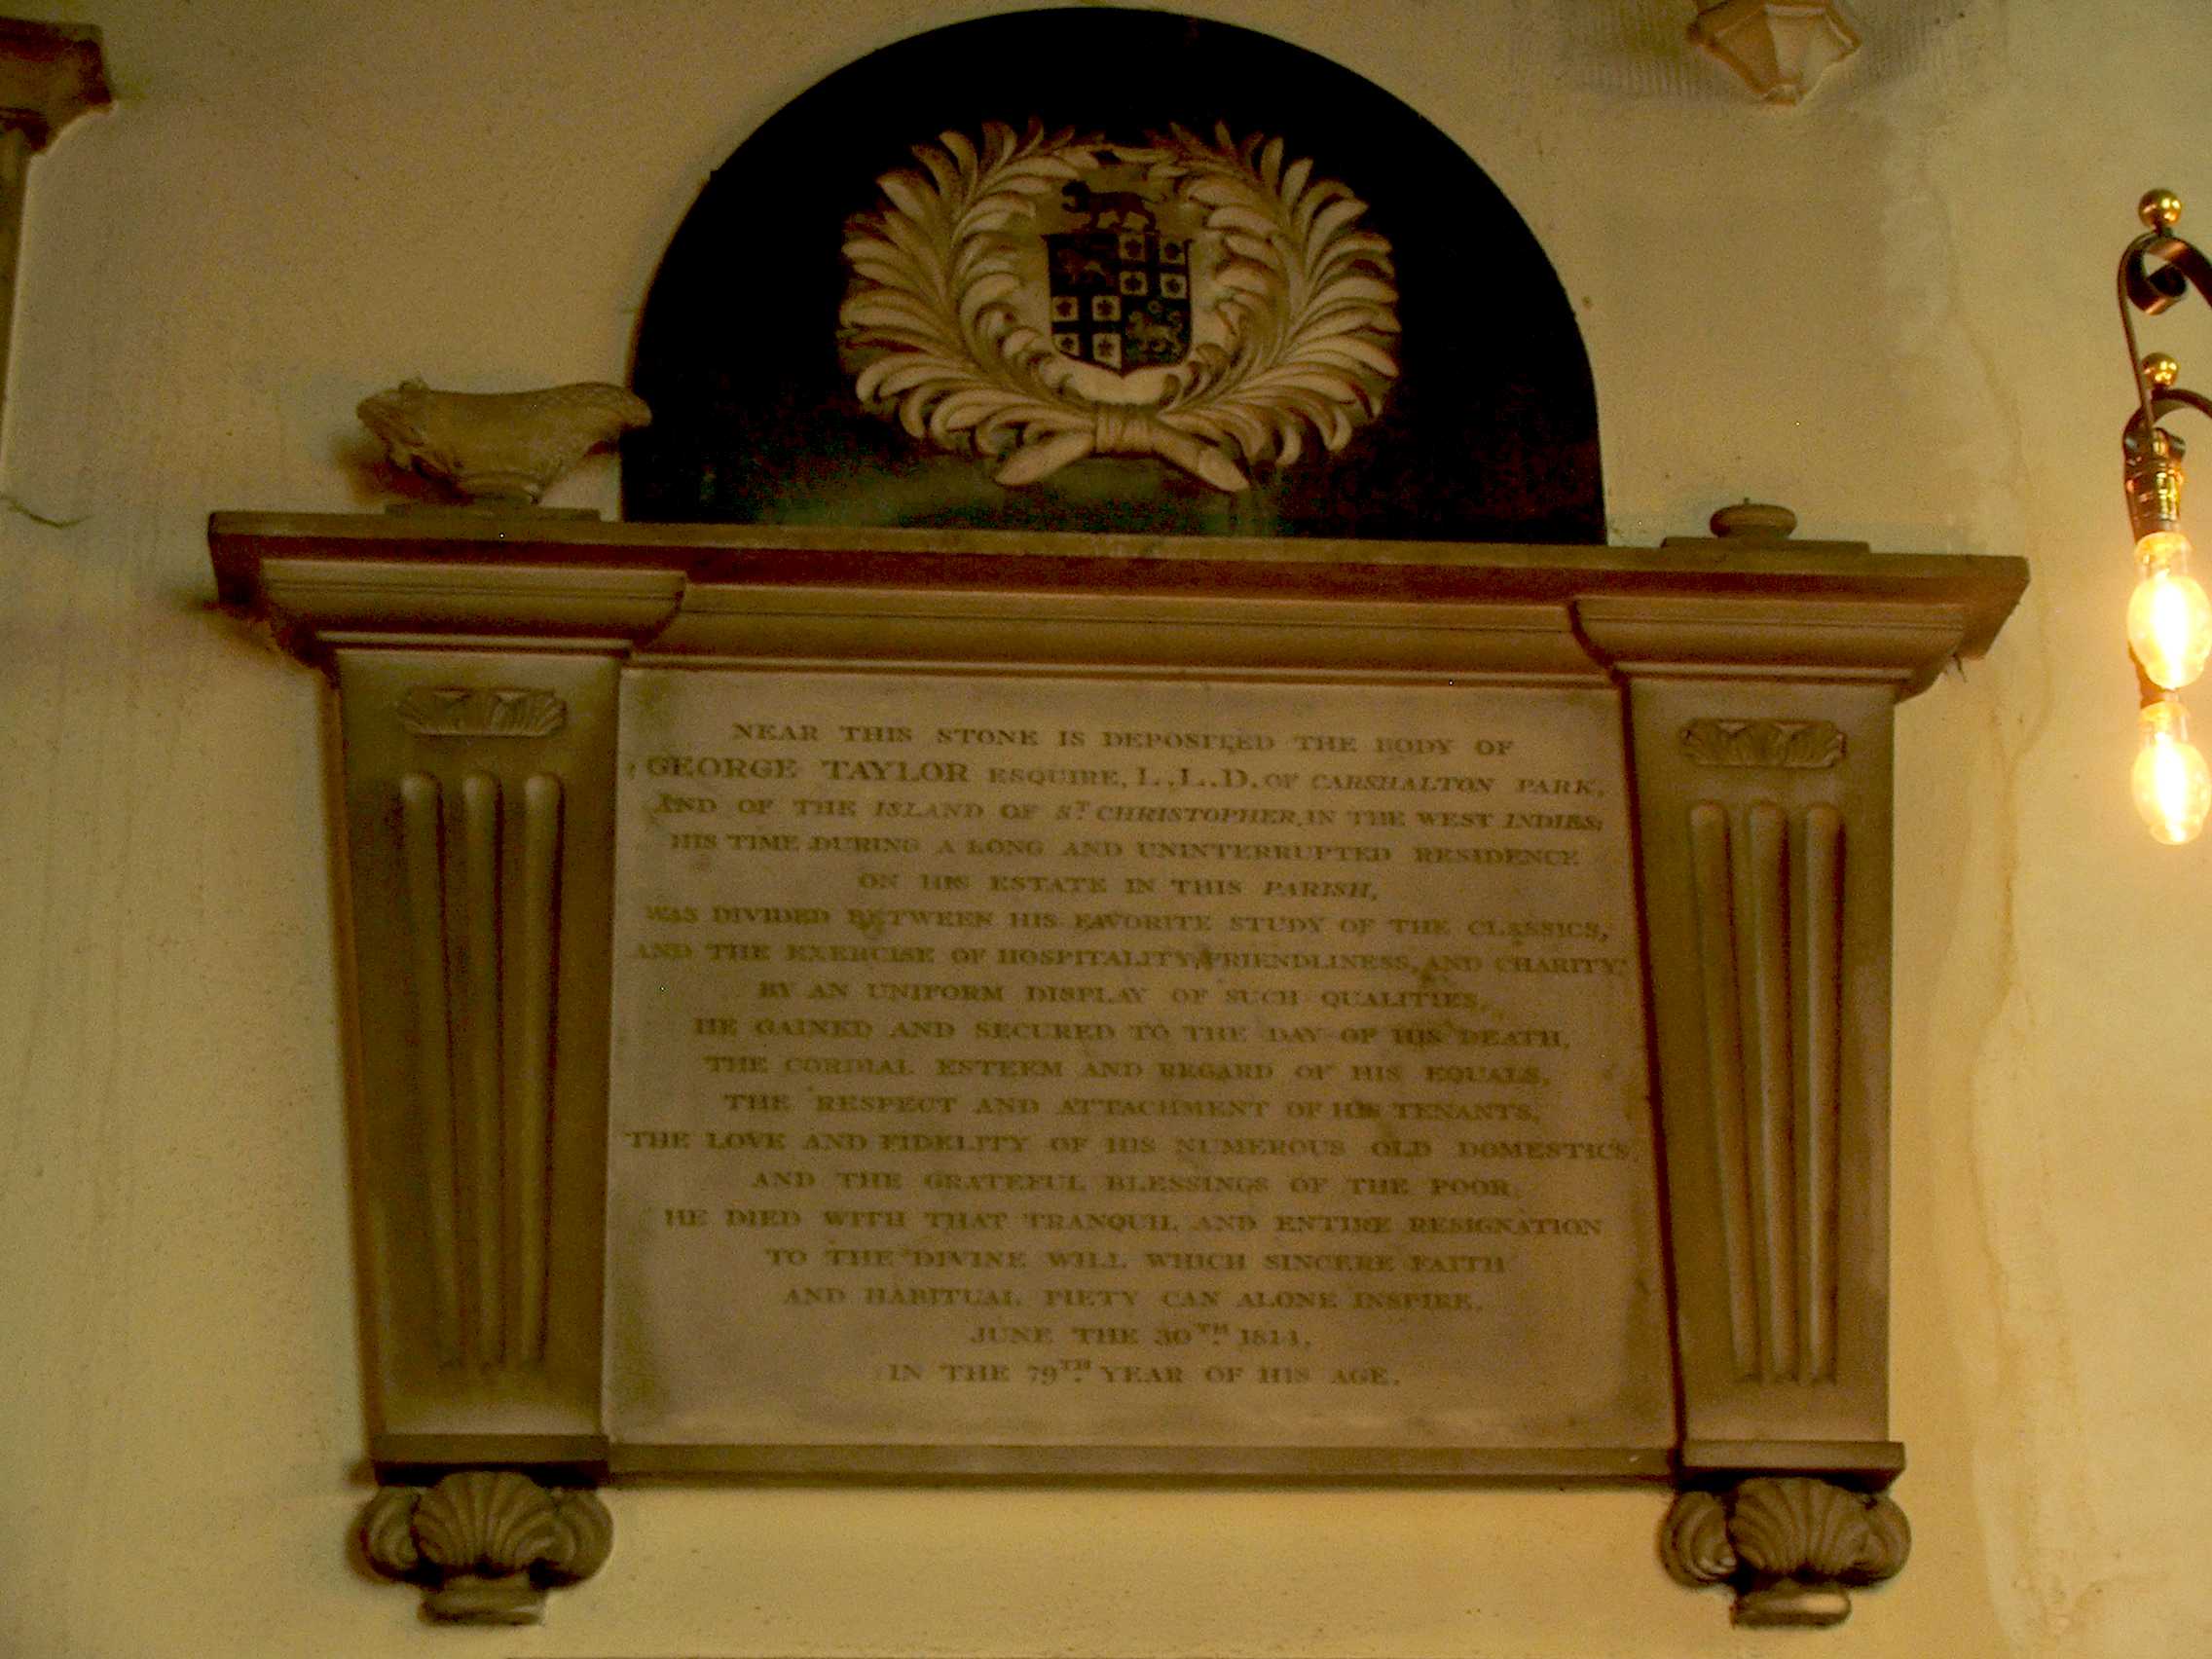 NEAR THIS STONE IS DEPOSITED THE BODY OF
GEORGE TAYLOR ESQUIRE, L.L.D. OF CARSHALTON PARK,
AND OF THE ISLAND OF ST. CHRISTOPHER, IN THE WEST INDIES;
HIS TIME DURING A LONG AND UNINTERRUPTED RESIDENCE
ON HIS ESTATE IN THIS PARISH,
WAS DIVIDED BETWEEN HIS FAVORITE STUDY OF THE CLASSICS,
AND THE EXERCISE OF HOSPITALITY, FRIENDLINESS, AND CHARITY;
BY AN UNIFORM DISPLAY OF SUCH QUALITIES,
HE GAINED AND SECURED TO THE DAY OF HIS DEATH,
THE CORDIAL ESTEEM AND REGARD OF HIS EQUALS,
THE RESPECT AND ATTACHMENT OF HIS TENANTS,
THE LOVE AND FIDELITY OF HIS NUMEROUS OLD DOMESTICS,
AND THE GRATEFUL BLESSINGS OF THE POOR;
HE DIED WITH THAT TRANQUIL AND ENTIRE RESIGNATION
TO THE DIVINE WILL WHICH SINCERE FAITH
AND HABITUAL PIETY CAN ALONE INSPIRE,
JUNE THE 30TH. 1814,
IN THE 79TH. YEAR OF HIS AGE.